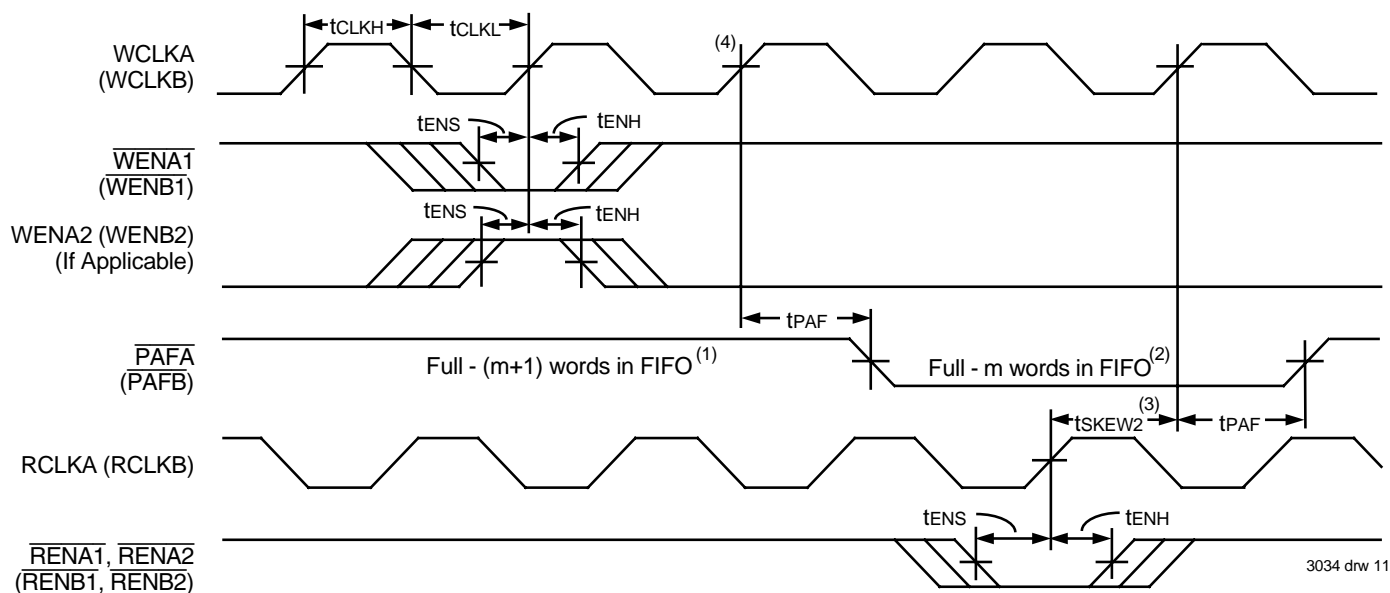 tCLKH tCLKL
WCLKA
(WCLKB)
(4)
tENS tENH
WENA1
(WENB1)
tENS tENH
WENA2 (WENB2)
(If Applicable)
tPAF
PAFA
(PAFB)
Full - (m+1) words in FIFO(1)
Full - m words in FIFO(2)
tSKEW2(3)
tPAF
RCLKA (RCLKB)
tENS tENH
RENA1, RENA2
(RENB1, RENB2)
3034 drw 11